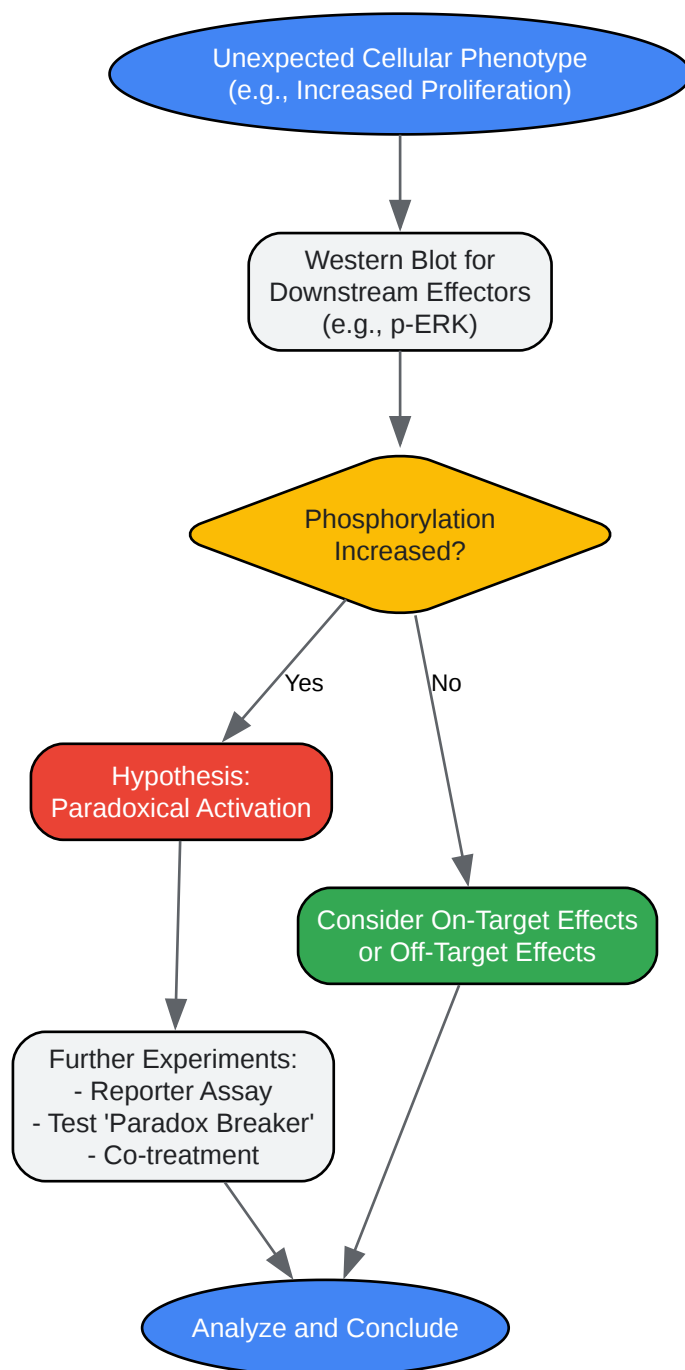 Unexpected Cellular Phenotype
(e.g., Increased Proliferation)
Western Blot for
Downstream Effectors
(e.g., p-ERK)
Phosphorylation
Increased?
Yes
No
Hypothesis:
Paradoxical Activation
Consider On-Target Effects
or Off-Target Effects
Further Experiments:
- Reporter Assay
- Test 'Paradox Breaker'
- Co-treatment
Analyze and Conclude